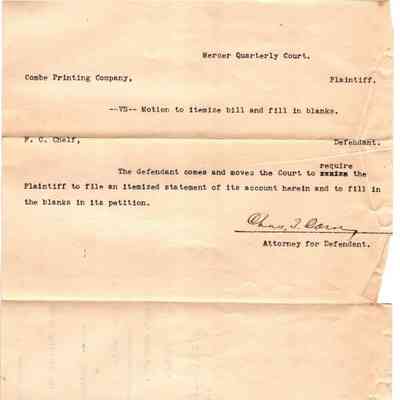 Mercer Quarterly Court.
Combe Printing Company, Plaintiff.
--VS-- Motion to itemize bill and fill in blanks.
F. C. Chelf, Defendant.
require
The defendant comes and moves the Court to the
Plaintiff to file an itemized statement of its account herein and to fill in
the blanks in its petition.
Chas. T.
Attorney for Defendant.